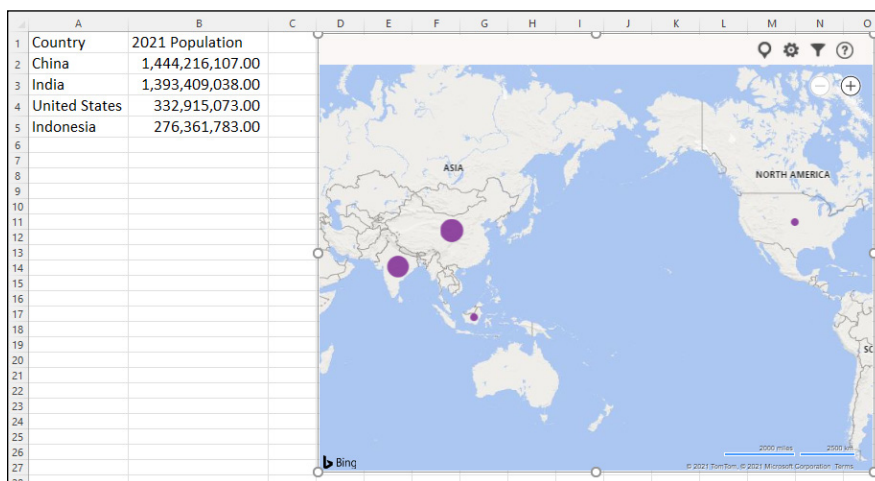 A B C D E F G H I J K L M N O
1 Country 2021 Population
2 China 1,444,216,107.00
3 India 1,393,409,038.00
4 United States 332,915,073.00
5 Indonesia 276,361,783.00
6
7
8
9
10
11
12
13
14
15
16
17
18
19
20
21
22
23
24
25
26
27
ASIA
NORTH AMERICA
SC
2000 miles 2500 km
Bing
© 2021 TomTom, © 2021 Microsoft Corporation Terms